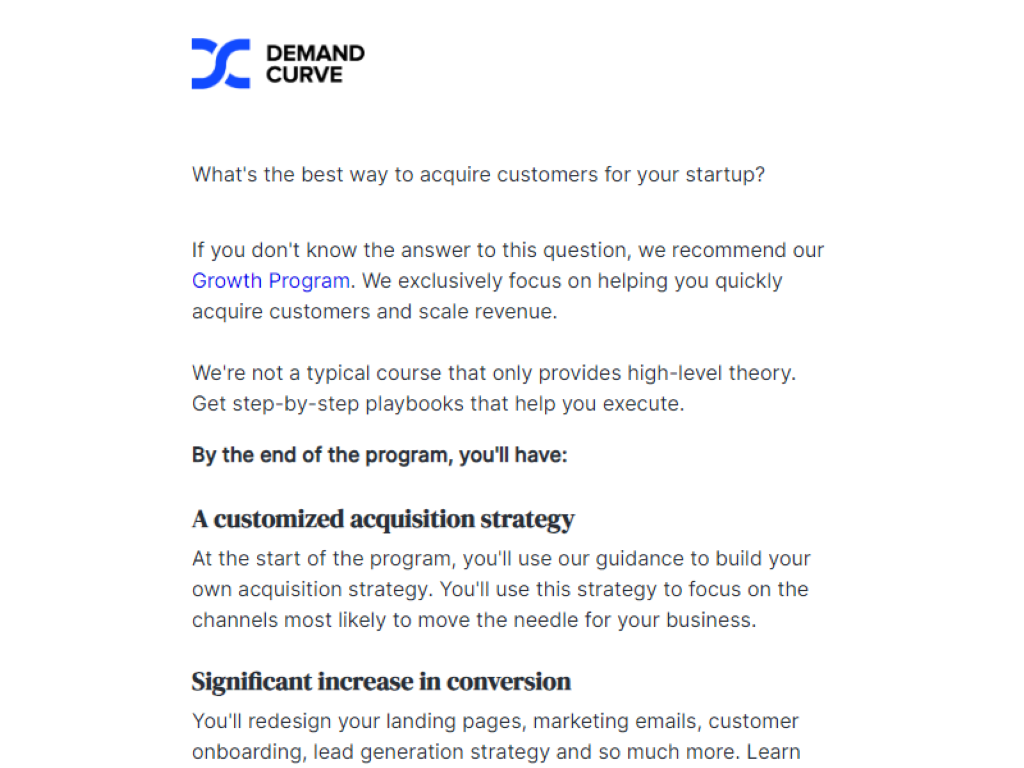 DEMAND
CURVE
What's the best way to acquire customers for your startup?
If you don't know the answer to this question, we recommend our
Growth Program. We exclusively focus on helping you quickly
acquire customers and scale revenue.
We're not a typical course that only provides high-level theory.
Get step-by-step playbooks that help you execute.
By the end of the program, you'll have:
A customized acquisition strategy
At the start of the program, you'll use our guidance to build your
own acquisition strategy. You'll use this strategy to focus on the
channels most likely to move the needle for your business.
Significant increase in conversion
You'll redesign your landing pages, marketing emails, customer
onboarding, lead generation strategy and so much more. Learn